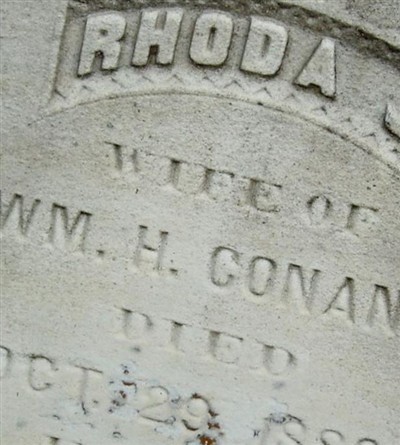 RHODA
WIFE OF
WM. H. CONAN
DIED
OCT. 29